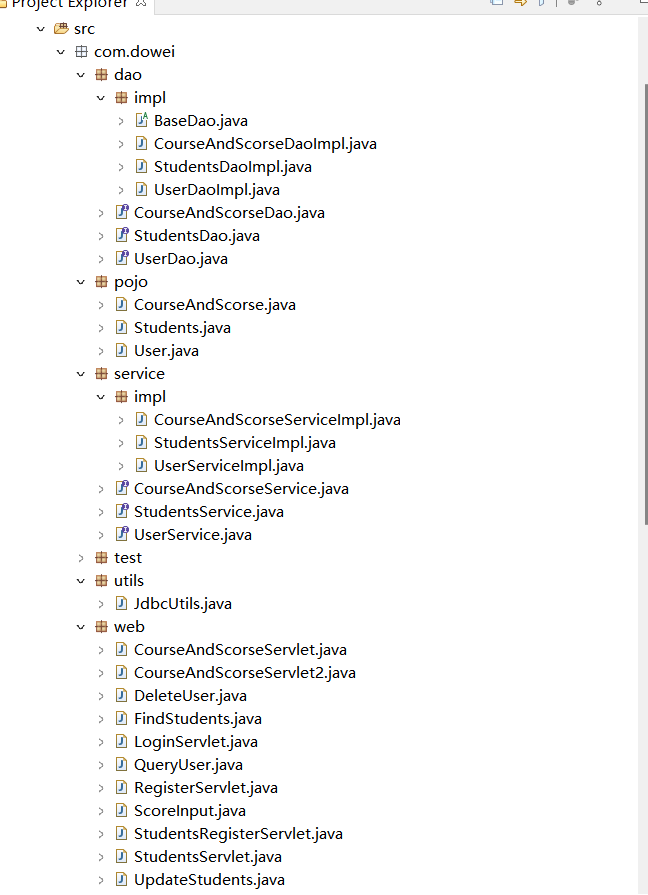 Project Explorer
src
com.dowei
dao
impl
BaseDao.java
CourseAndScorseDaoImpl.java
StudentsDaoImpl.java
UserDaoImpl.java
CourseAndScorseDao.java
StudentsDao.java
UserDao.java
pojo
CourseAndScorse.java
Students.java
User.java
service
impl
CourseAndScorseServiceImpl.java
StudentsServiceImpl.java
UserServiceImpl.java
CourseAndScorseService.java
StudentsService.java
UserService.java
test
utils
JdbcUtils.java
web
CourseAndScorseServlet.java
CourseAndScorseServlet2.java
DeleteUser.java
FindStudents.java
LoginServlet.java
QueryUser.java
RegisterServlet.java
ScoreInput.java
StudentsRegisterServlet.java
StudentsServlet.java
UpdateStudents.java